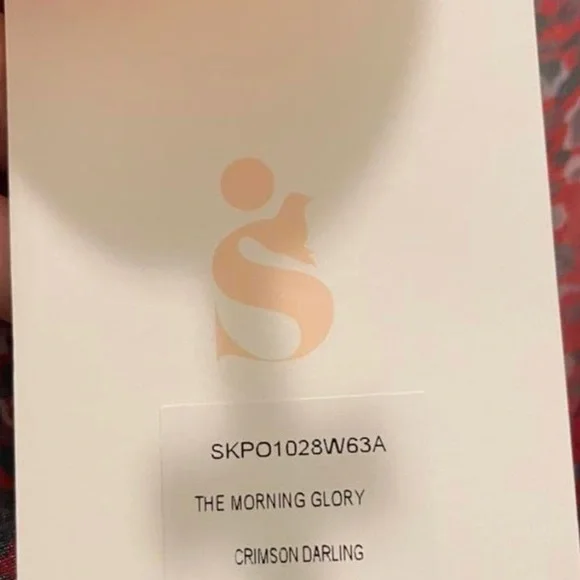 SKPO1028W63A
THE MORNING GLORY
CRIMSON DARLING